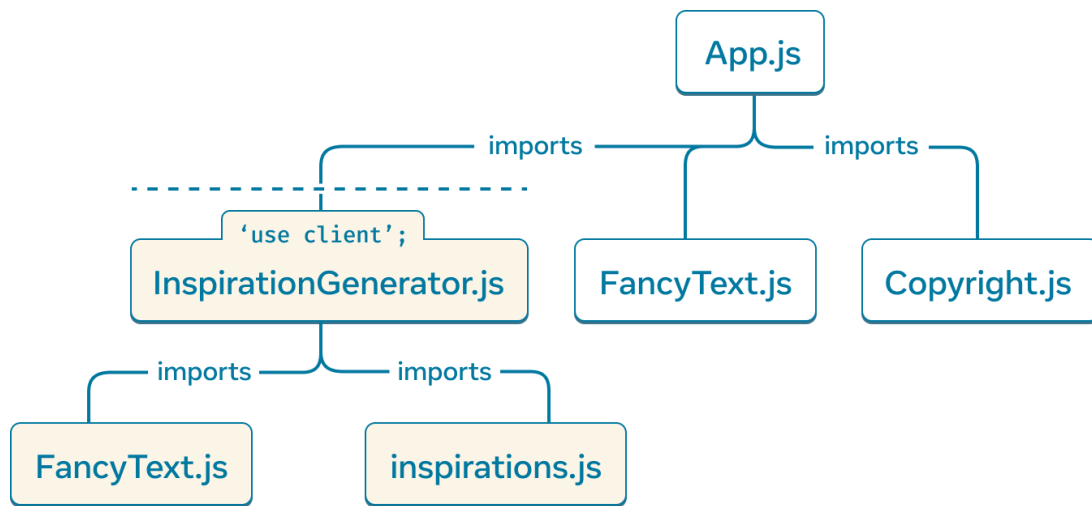 App.js
imports
imports
‘use client’;
InspirationGenerator.js
FancyText.js
Copyright.js
imports
imports
FancyText.js
inspirations.js